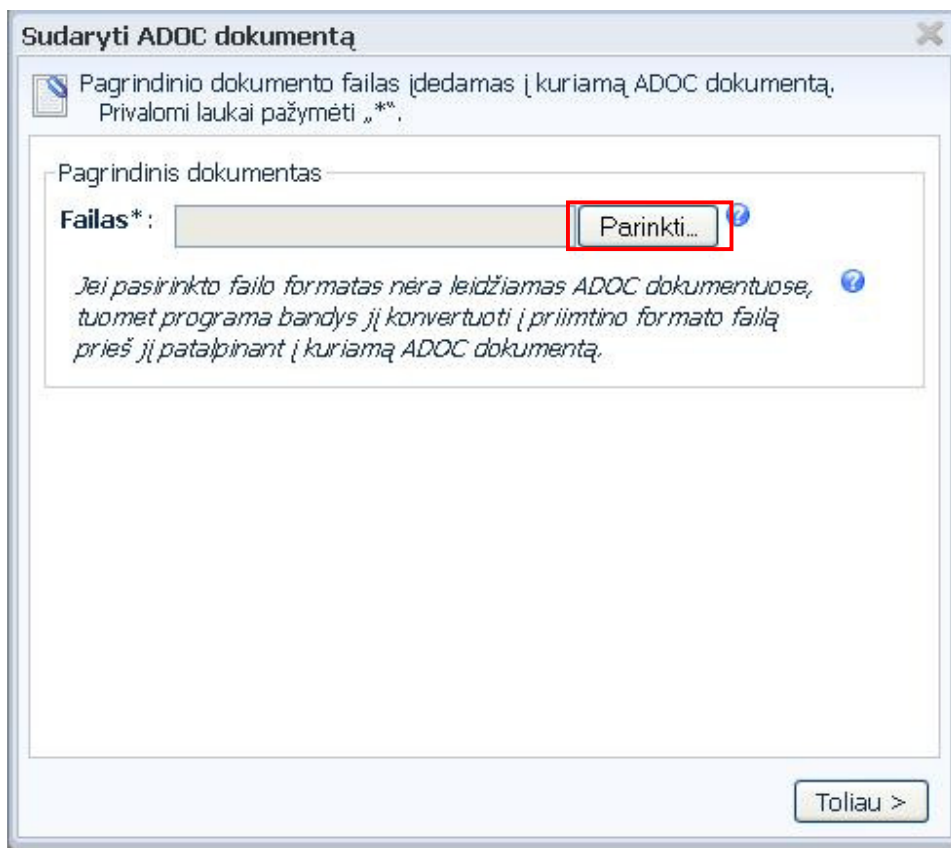 Sudaryti ADOC dokumentą
Pagrindinio dokumento failas įdedamas į kuriamą ADOC dokumentą.
Privalomi laukai pažymėti „*“.
Pagrindinis dokumentas
Failas*:
Parinkti...
Jei pasirinkto failo formatas nėra leidžiamas ADOC dokumentuose,
tuomet programa bandys jį konvertuoti į priimtino formato failą
prieš jį patalpinant į kuriamą ADOC dokumentą.
Toliau >